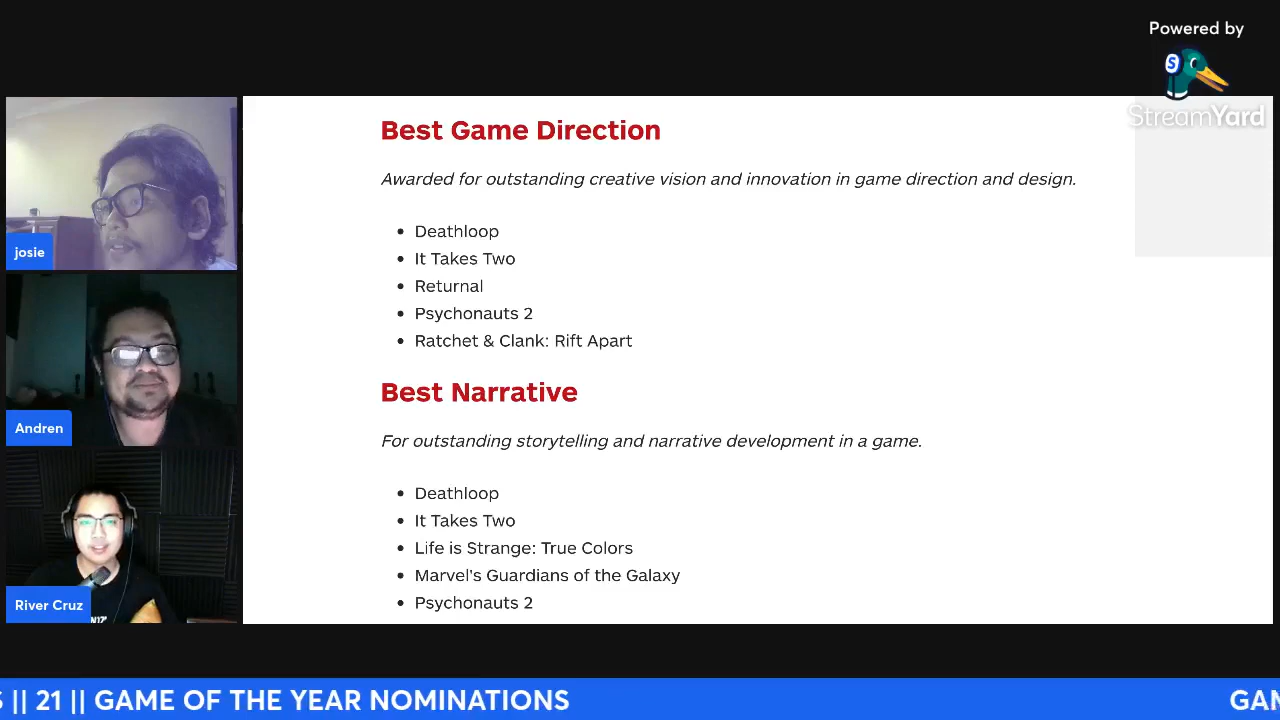 Powered by
S
StreamYard
josie
Andren
River Cruz
Best Game Direction
Awarded for outstanding creative vision and innovation in game direction and design.
Deathloop
It Takes Two
Returnal
Psychonauts 2
Ratchet & Clank: Rift Apart
Best Narrative
For outstanding storytelling and narrative development in a game.
Deathloop
It Takes Two
Life is Strange: True Colors
Marvel's Guardians of the Galaxy
Psychonauts 2
S || 21 || GAME OF THE YEAR NOMINATIONS
GAM